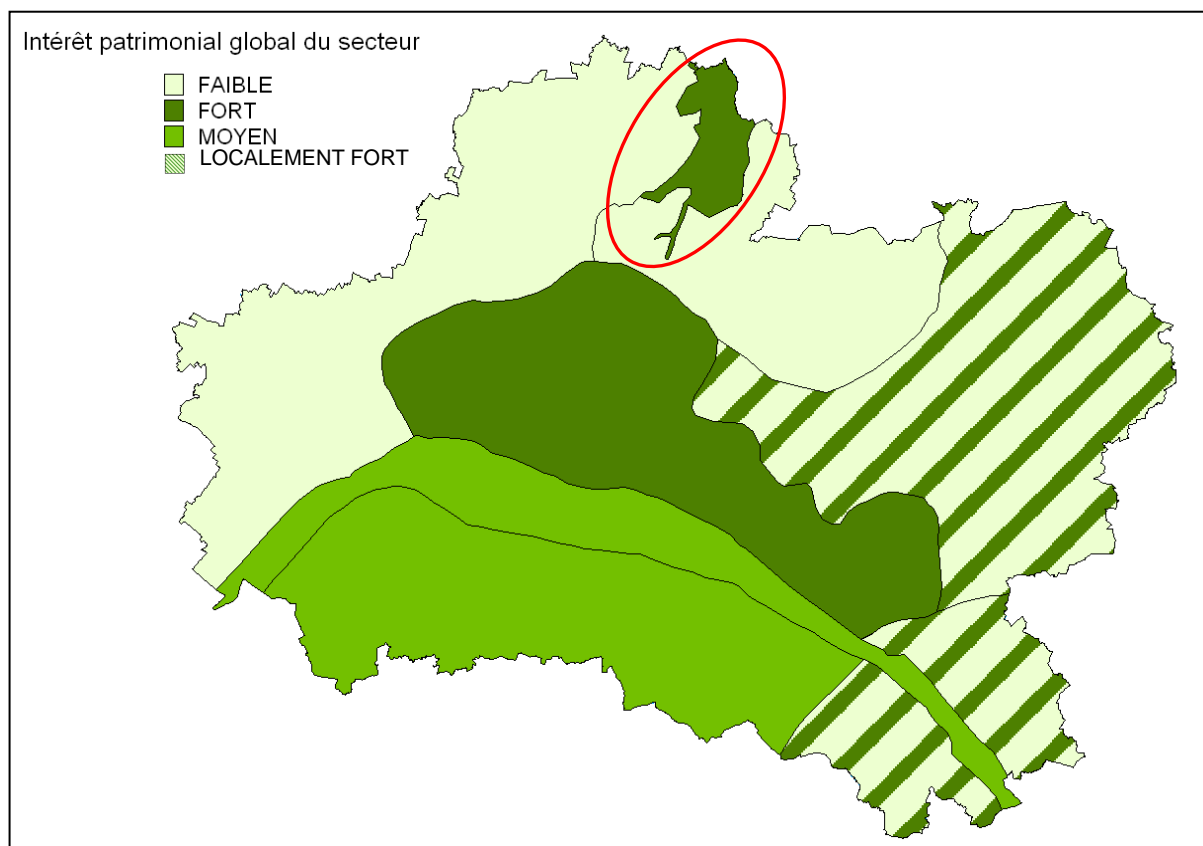 Intérêt patrimonial global du secteur
FAIBLE
FORT
MOYEN
LOCALEMENT FORT